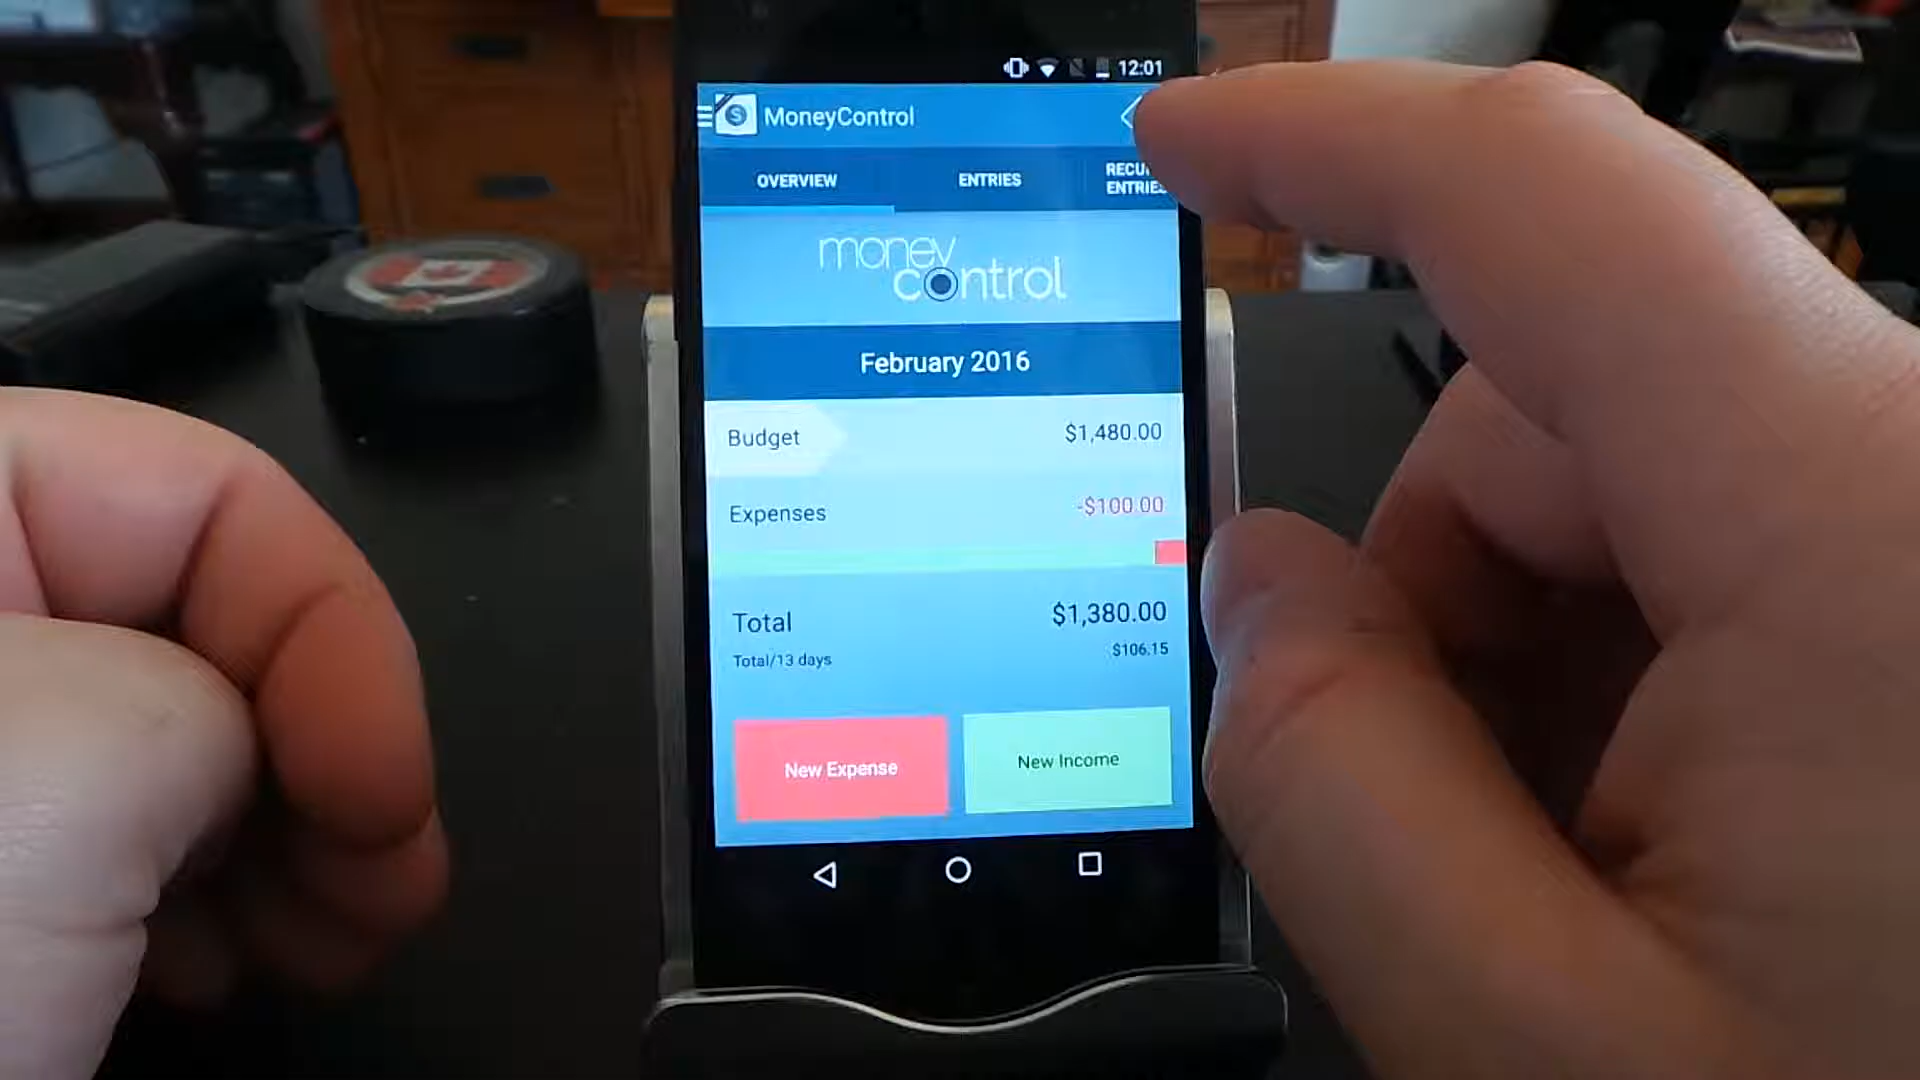 12:01
MoneyControl
OVERVIEW
ENTRIES
ENTRIES
money
control
February 2016
Budget
$1,480.00
Expenses
-$100.00
Total
$1,380.00
Total/13 days
$106.15
New Expense
New Income